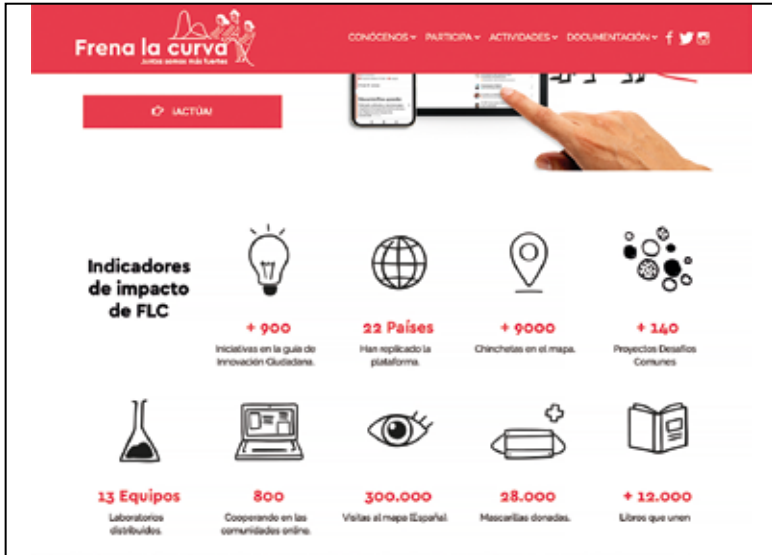 Frena la curva
Juntas somos más fuertes
CONÓCENOS PARTICIPA ACTIVIDADES DOCUMENTACIÓN
¡ACTÚA!
Indicadores
de impacto
de FLC
+ 900
Iniciativas en la guía de
Innovación Ciudadana.
22 Países
Han replicado la
plataforma.
+ 9000
Chinchetas en el mapa.
+ 140
Proyectos Desafíos
Comunes
13 Equipos
Laboratorios
distribuidos.
800
Cooperando en las
comunidades online.
300.000
Visitas al mapa (España).
28.000
Mascarillas donadas.
+ 12.000
Libros que unen